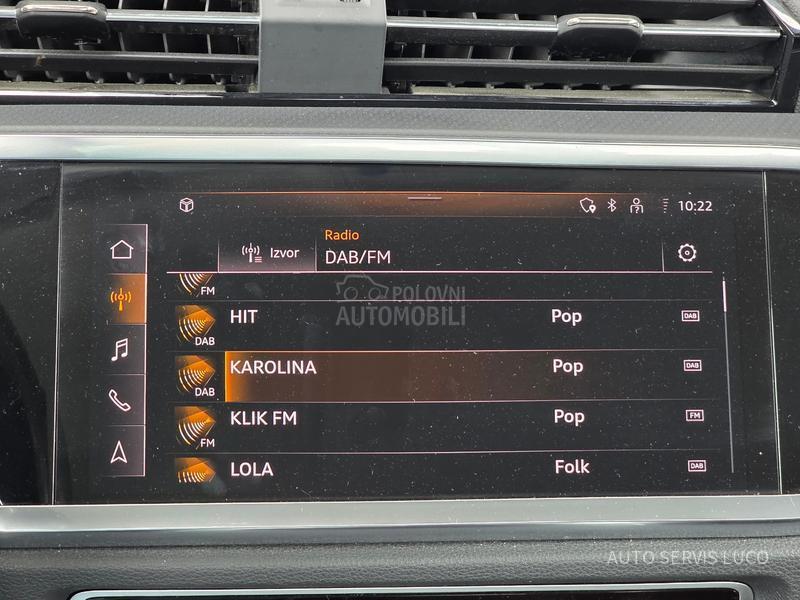 10:22
Radio
Izvor
DAB/FM
FM
POLOVNI
AUTOMOBILI
HIT Pop DAB
DAB
KAROLINA Pop DAB
DAB
KLIK FM Pop FM
FM
LOLA Folk DAB
AUTO SERVIS LUCO